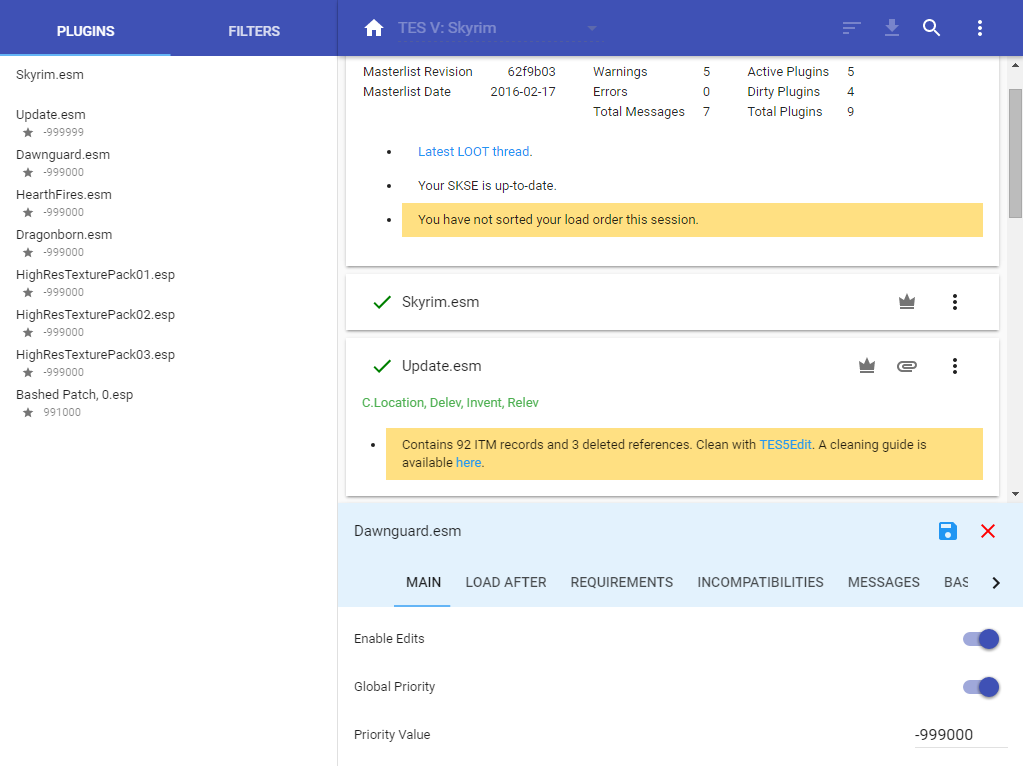 PLUGINS
FILTERS
TES V: Skyrim
Skyrim.esm
Update.esm
-999999
Dawnguard.esm
-999000
HearthFires.esm
-999000
Dragonborn.esm
-999000
HighResTexturePack01.esp
-999000
HighResTexturePack02.esp
-999000
HighResTexturePack03.esp
-999000
Bashed Patch, 0.esp
991000
Masterlist Revision 62f9b03 Warnings 5 Active Plugins 5
Masterlist Date 2016-02-17 Errors 0 Dirty Plugins 4
Total Messages 7 Total Plugins 9
Latest LOOT thread.
Your SKSE is up-to-date.
You have not sorted your load order this session.
Skyrim.esm
Update.esm
C.Location, Delev, Invent, Relev
Contains 92 ITM records and 3 deleted references. Clean with TES5Edit. A cleaning guide is
available here.
Dawnguard.esm
MAIN LOAD AFTER REQUIREMENTS INCOMPATIBILITIES MESSAGES BAS
Enable Edits
Global Priority
Priority Value -999000